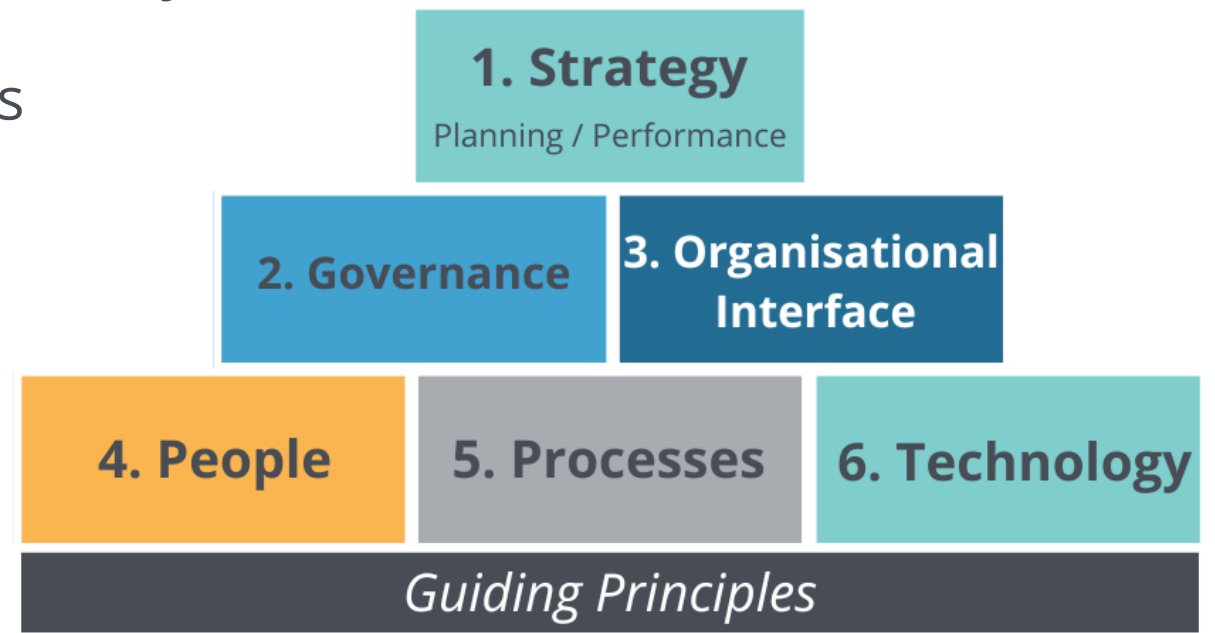 s
1. Strategy
Planning / Performance
2. Governance
3. Organisational
Interface
4. People
5. Processes
6. Technology
Guiding Principles